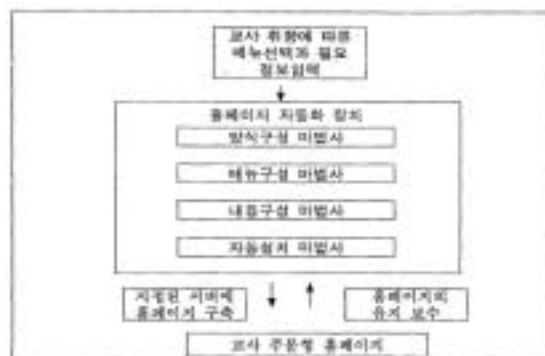 교사 취향에 따른
메뉴선택과 필요
정보입력
홈페이지 자동화 장치
방식구성 마법사
메뉴구성 마법사
내용구성 마법사
자동설치 마법사
지정된 서버에
홈페이지 구축
홈페이지의
유지 보수
교사 주문형 홈페이지